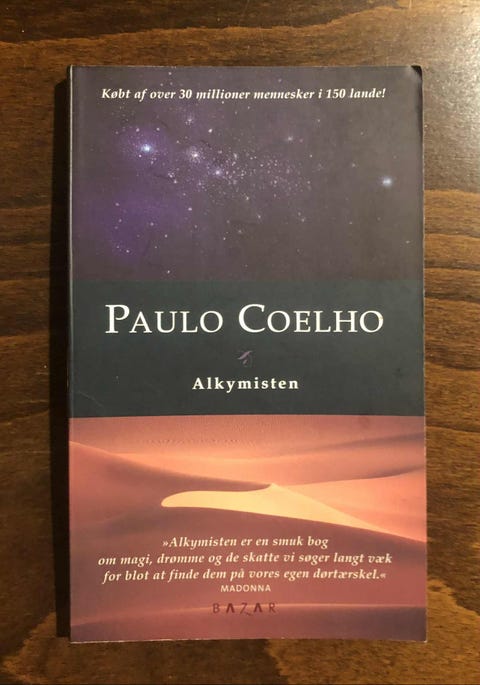 Købt af over 30 millioner mennesker i 150 lande!
PAULO COELHO
Alkymisten
»Alkymisten er en smuk bog
om magi, drømme og de skatte vi søger langt væk
for blot at finde dem på vores egen dørtærskel.«
MADONNA
BAZAR